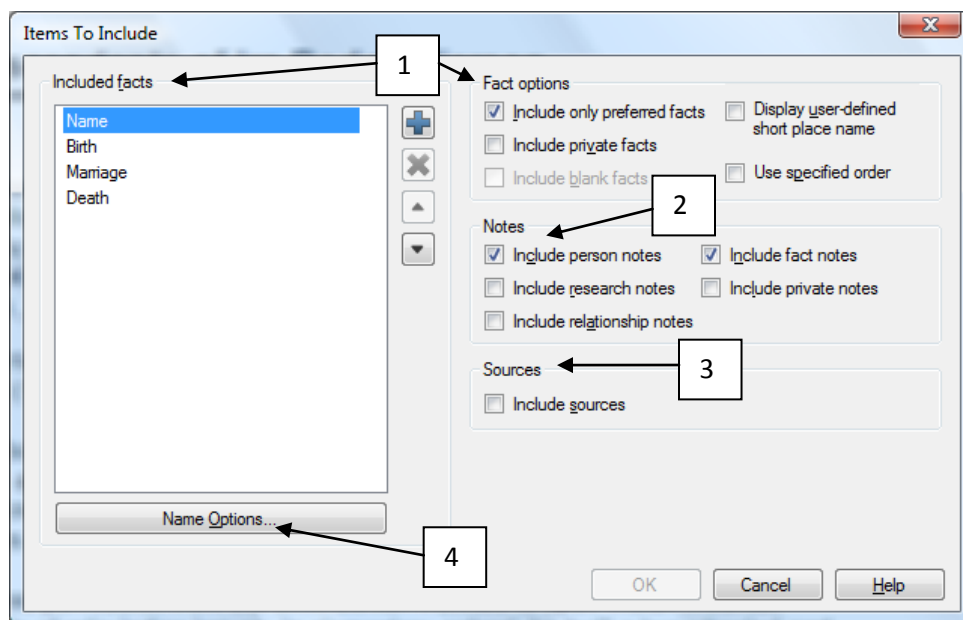 Items To Include
1
Included facts
Name
Birth
Marriage
Death
Name Options...
4
Fact options
Include only preferred facts
Display user-defined
short place name
Include private facts
Include blank facts
Use specified order
2
Notes
Include person notes
Include fact notes
Include research notes
Include private notes
Include relationship notes
3
Sources
Include sources
OK
Cancel
Help